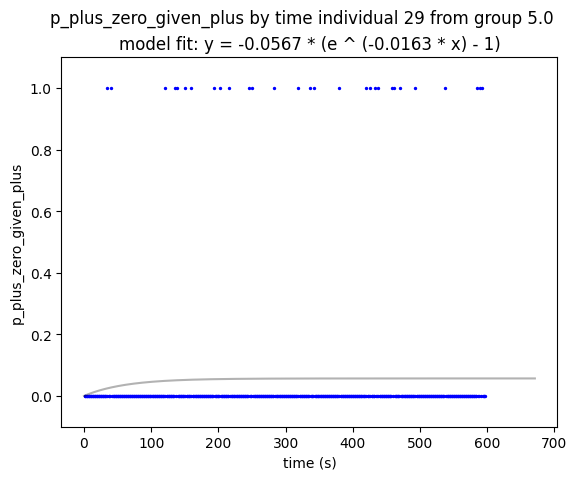 p_plus_zero_given_plus by time individual 29 from group 5.0
model fit: y = -0.0567 * (e ^ (-0.0163 * x) - 1)
1.0
0.8
0.6
0.4
0.2
0.0
p_plus_zero_given_plus
0 100 200 300 400 500 600 700
time (s)